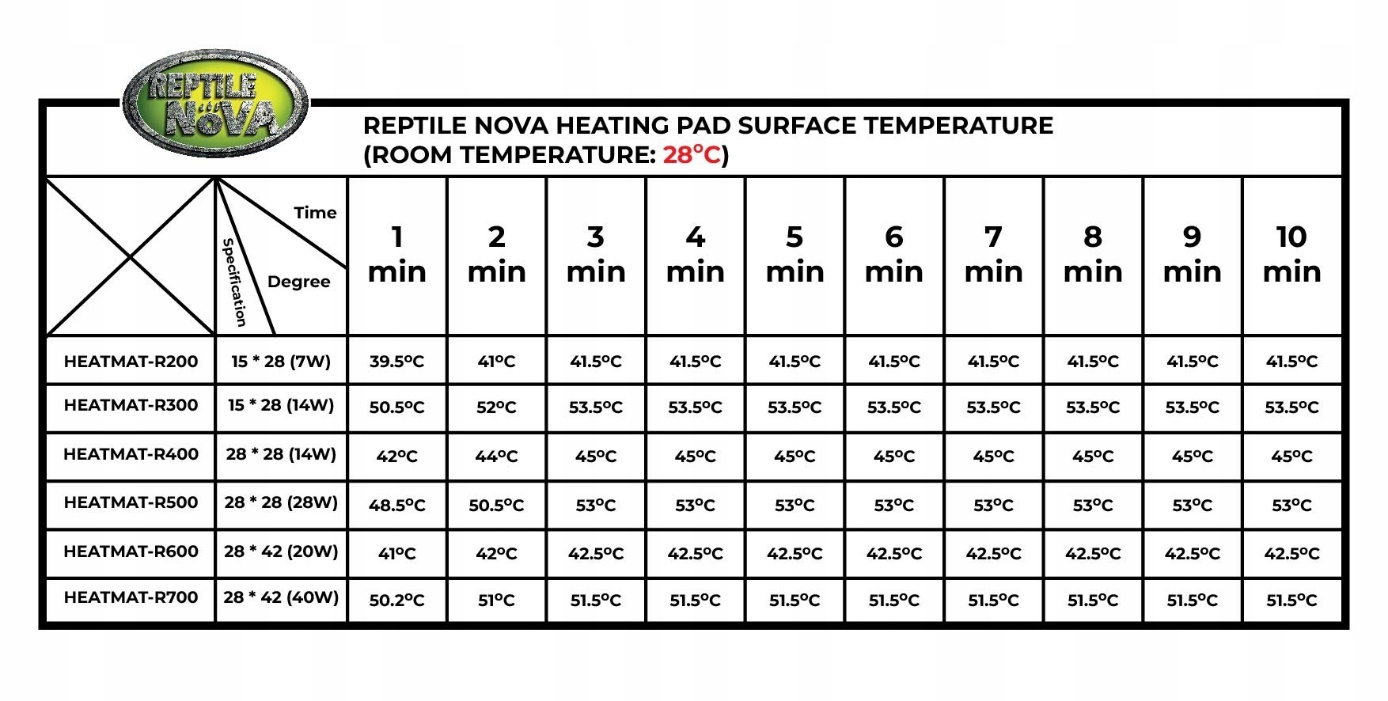 REPTILE
NOVA
REPTILE NOVA HEATING PAD SURFACE TEMPERATURE
(ROOM TEMPERATURE: 28°C)
Specification Time Degree 1 min 2 min 3 min 4 min 5 min 6 min 7 min 8 min 9 min 10 min
HEATMAT-R200 15 * 28 (7W) 39.5°C 41°C 41.5°C 41.5°C 41.5°C 41.5°C 41.5°C 41.5°C 41.5°C 41.5°C
HEATMAT-R300 15 * 28 (14W) 50.5°C 52°C 53.5°C 53.5°C 53.5°C 53.5°C 53.5°C 53.5°C 53.5°C 53.5°C
HEATMAT-R400 28 * 28 (14W) 42°C 44°C 45°C 45°C 45°C 45°C 45°C 45°C 45°C 45°C
HEATMAT-R500 28 * 28 (28W) 48.5°C 50.5°C 53°C 53°C 53°C 53°C 53°C 53°C 53°C 53°C
HEATMAT-R600 28 * 42 (20W) 41°C 42°C 42.5°C 42.5°C 42.5°C 42.5°C 42.5°C 42.5°C 42.5°C 42.5°C
HEATMAT-R700 28 * 42 (40W) 50.2°C 51°C 51.5°C 51.5°C 51.5°C 51.5°C 51.5°C 51.5°C 51.5°C 51.5°C